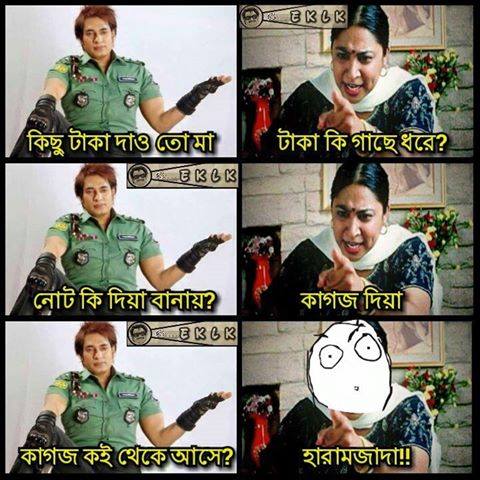 EKLK
কিছু টাকা দাও তো মা
টাকা কি গাছে ধরে?
EKLK
নোট কি দিয়া বানায়?
কাগজ দিয়া
EKLK
কাগজ কই থেকে আসে?
হারামজাদা!!